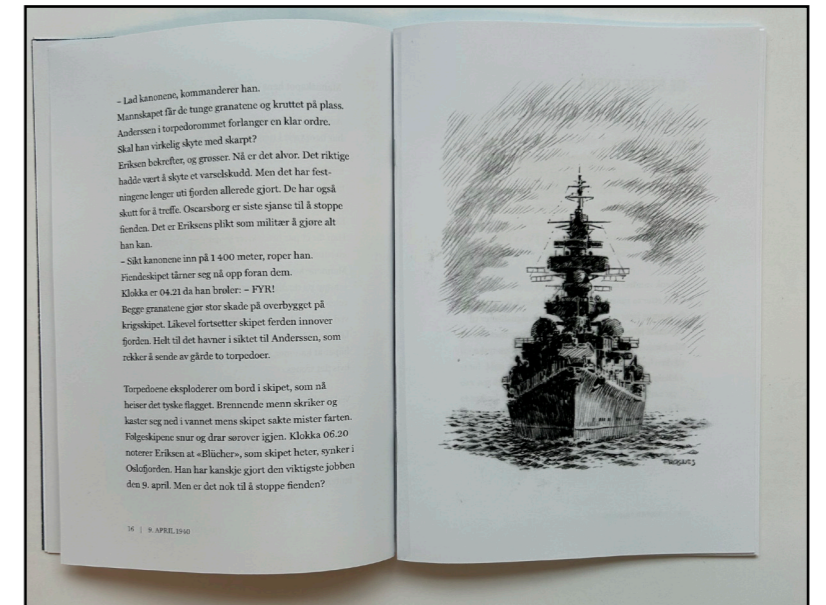 – Lad kanonene, kommanderer han.
Mannskapet får de tunge granatene og kruttet på plass.
Anderssen i torpedorommet forlanger en klar ordre.
Skal han virkelig skyte med skarpt?
Eriksen bekrefter, og grøsser. Nå er det alvor. Det riktige
hadde vært å skyte et varselskudd. Men det har fest-
ningene lenger uti fjorden allerede gjort. De har også
skutt for å treffe. Oscarsborg er siste sjanse til å stoppe
fienden. Det er Eriksens plikt som militær å gjøre alt
han kan.
– Sikt kanonene inn på 1 400 meter, roper han.
Fiendeskipet tårner seg nå opp foran dem.
Klokka er 04.21 da han brøler: – FYR!
Begge granatene gjør stor skade på overbygget på
krigsskipet. Likevel fortsetter skipet ferden innover
fjorden. Helt til det havner i siktet til Anderssen, som
rekker å sende av gårde to torpedoer.
Torpedoene eksploderer om bord i skipet, som nå
heiser det tyske flagget. Brennende menn skriker og
kaster seg ned i vannet mens skipet sakte mister farten.
Følgeskipene snur og drar sørover igjen. Klokka 06.20
noterer Eriksen at «Blücher», som skipet heter, synker i
Oslofjorden. Han har kanskje gjort den viktigste jobben
den 9. april. Men er det nok til å stoppe fienden?
16 | 9. APRIL 1940